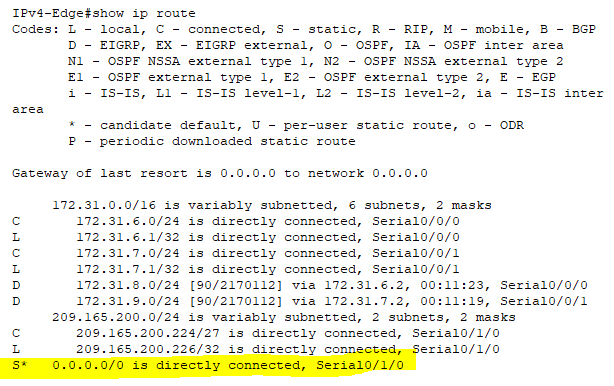 IPv4-Edge#show ip route
Codes: L - local, C - connected, S - static, R - RIP, M - mobile, B - BGP
D - EIGRP, EX - EIGRP external, O - OSPF, IA - OSPF inter area
N1 - OSPF NSSA external type 1, N2 - OSPF NSSA external type 2
E1 - OSPF external type 1, E2 - OSPF external type 2, E - EGP
i - IS-IS, L1 - IS-IS level-1, L2 - IS-IS level-2, ia - IS-IS inter
area
* - candidate default, U - per-user static route, o - ODR
P - periodic downloaded static route
Gateway of last resort is 0.0.0.0 to network 0.0.0.0
172.31.0.0/16 is variably subnetted, 6 subnets, 2 masks
C 172.31.6.0/24 is directly connected, Serial0/0/0
L 172.31.6.1/32 is directly connected, Serial0/0/0
C 172.31.7.0/24 is directly connected, Serial0/0/1
L 172.31.7.1/32 is directly connected, Serial0/0/1
D 172.31.8.0/24 [90/2170112] via 172.31.6.2, 00:11:23, Serial0/0/0
D 172.31.9.0/24 [90/2170112] via 172.31.7.2, 00:11:19, Serial0/0/1
209.165.200.0/24 is variably subnetted, 2 subnets, 2 masks
C 209.165.200.224/27 is directly connected, Serial0/1/0
L 209.165.200.226/32 is directly connected, Serial0/1/0
S* 0.0.0.0/0 is directly connected, Serial0/1/0